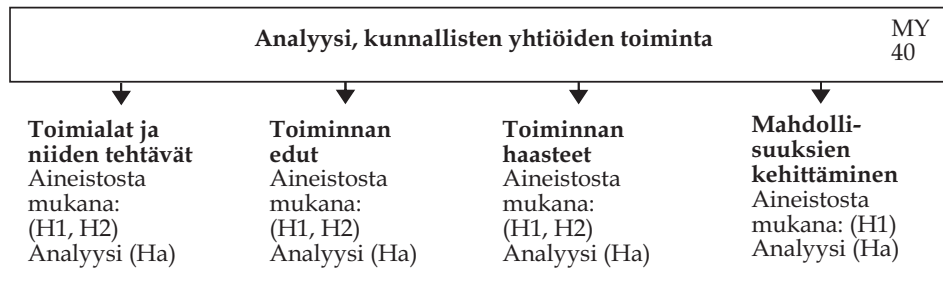 Analyysi, kunnallisten yhtiöiden toiminta
MY
40
Toimialat ja
niiden tehtävät
Aineistosta
mukana:
(H1, H2)
Analyysi (Ha)
Toiminnan
edut
Aineistosta
mukana:
(H1, H2)
Analyysi (Ha)
Toiminnan
haasteet
Aineistosta
mukana:
(H1, H2)
Analyysi (Ha)
Mahdolli-
suuksien
kehittäminen
Aineistosta
mukana: (H1)
Analyysi (Ha)